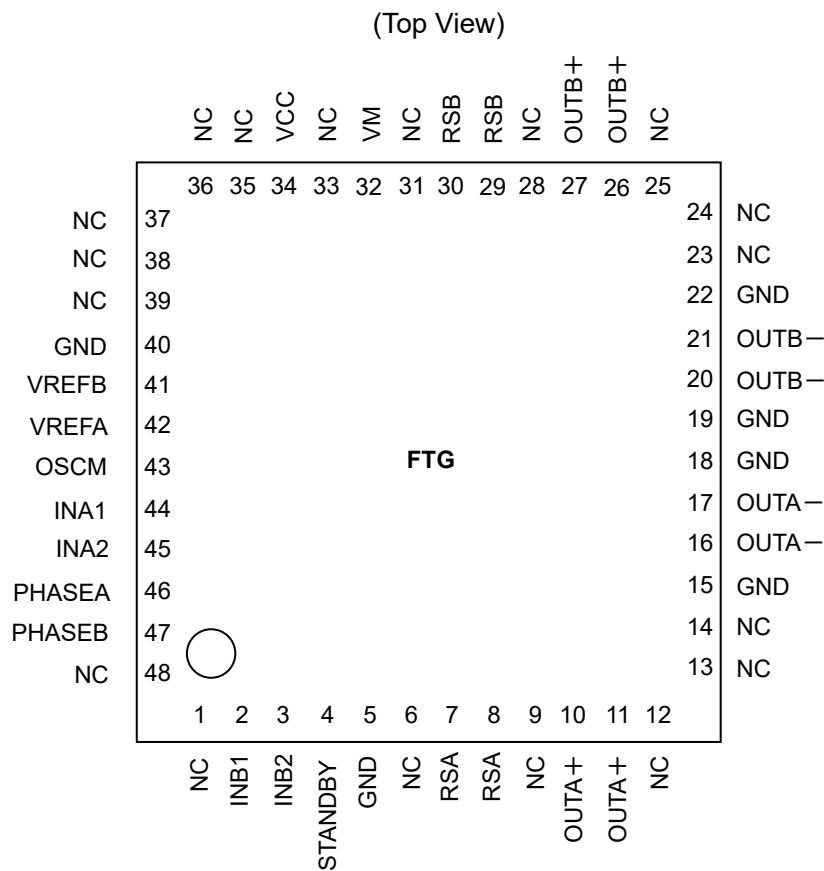 (Top View)
NC NC VCC NC VM NC RSB RSB NC OUTB+ OUTB+ NC
36 35 34 33 32 31 30 29 28 27 26 25
NC 37
NC 38
NC 39
GND 40
VREFB 41
VREFA 42
OSCM 43
INA1 44
INA2 45
PHASEA 46
PHASEB 47
NC 48
FTG
24 NC
23 NC
22 GND
21 OUTB−
20 OUTB−
19 GND
18 GND
17 OUTA−
16 OUTA−
15 GND
14 NC
13 NC
1 2 3 4 5 6 7 8 9 10 11 12
NC INB1 INB2 STANDBY GND NC RSA RSA NC OUTA+ OUTA+ NC